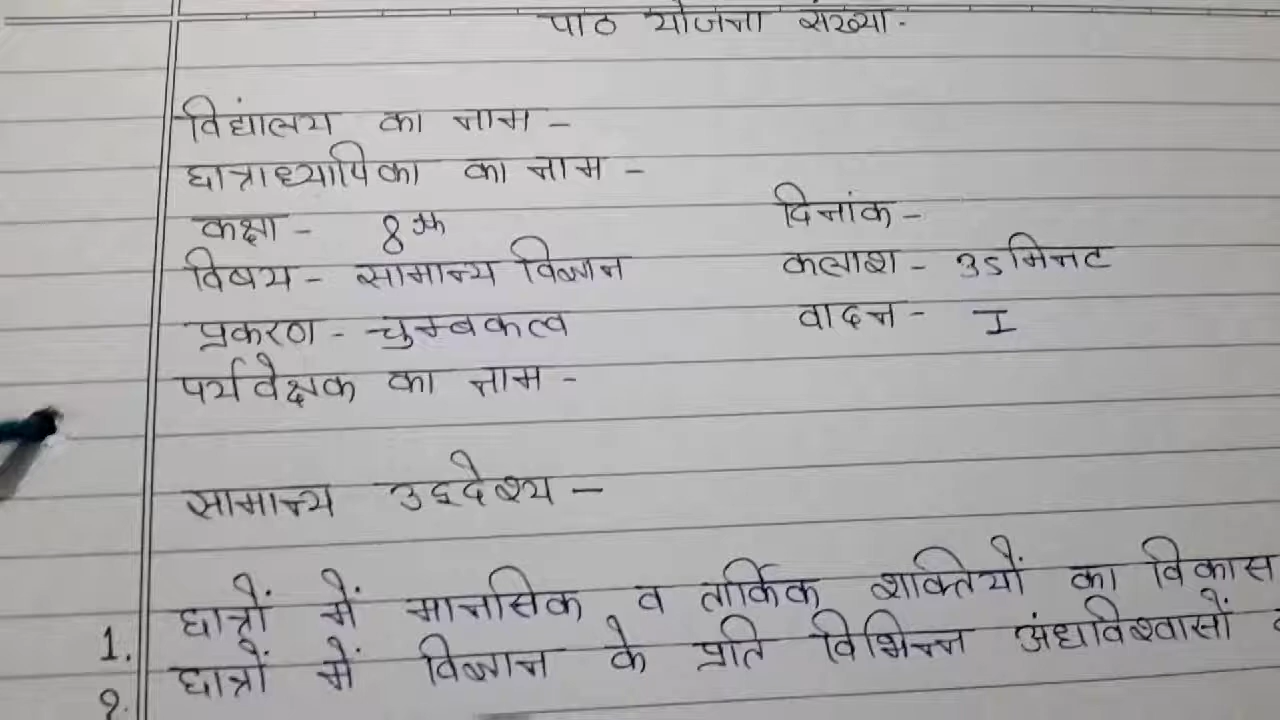 पाठ योजना संख्या-
विद्यालय का नाम -
छात्राध्यापिका का नाम -
कक्षा - 8th
दिनांक -
विषय - सामान्य विज्ञान
कलाश - 35 मिनट
प्रकरण - चुम्बकत्व
वादन - I
पर्यवेक्षक का नाम -
सामान्य उद्देश्य -
1. छात्रों में मानसिक व तार्किक शक्तियों का विकास
2. छात्रों में विज्ञान के प्रति विभिन्न अंधविश्वासों